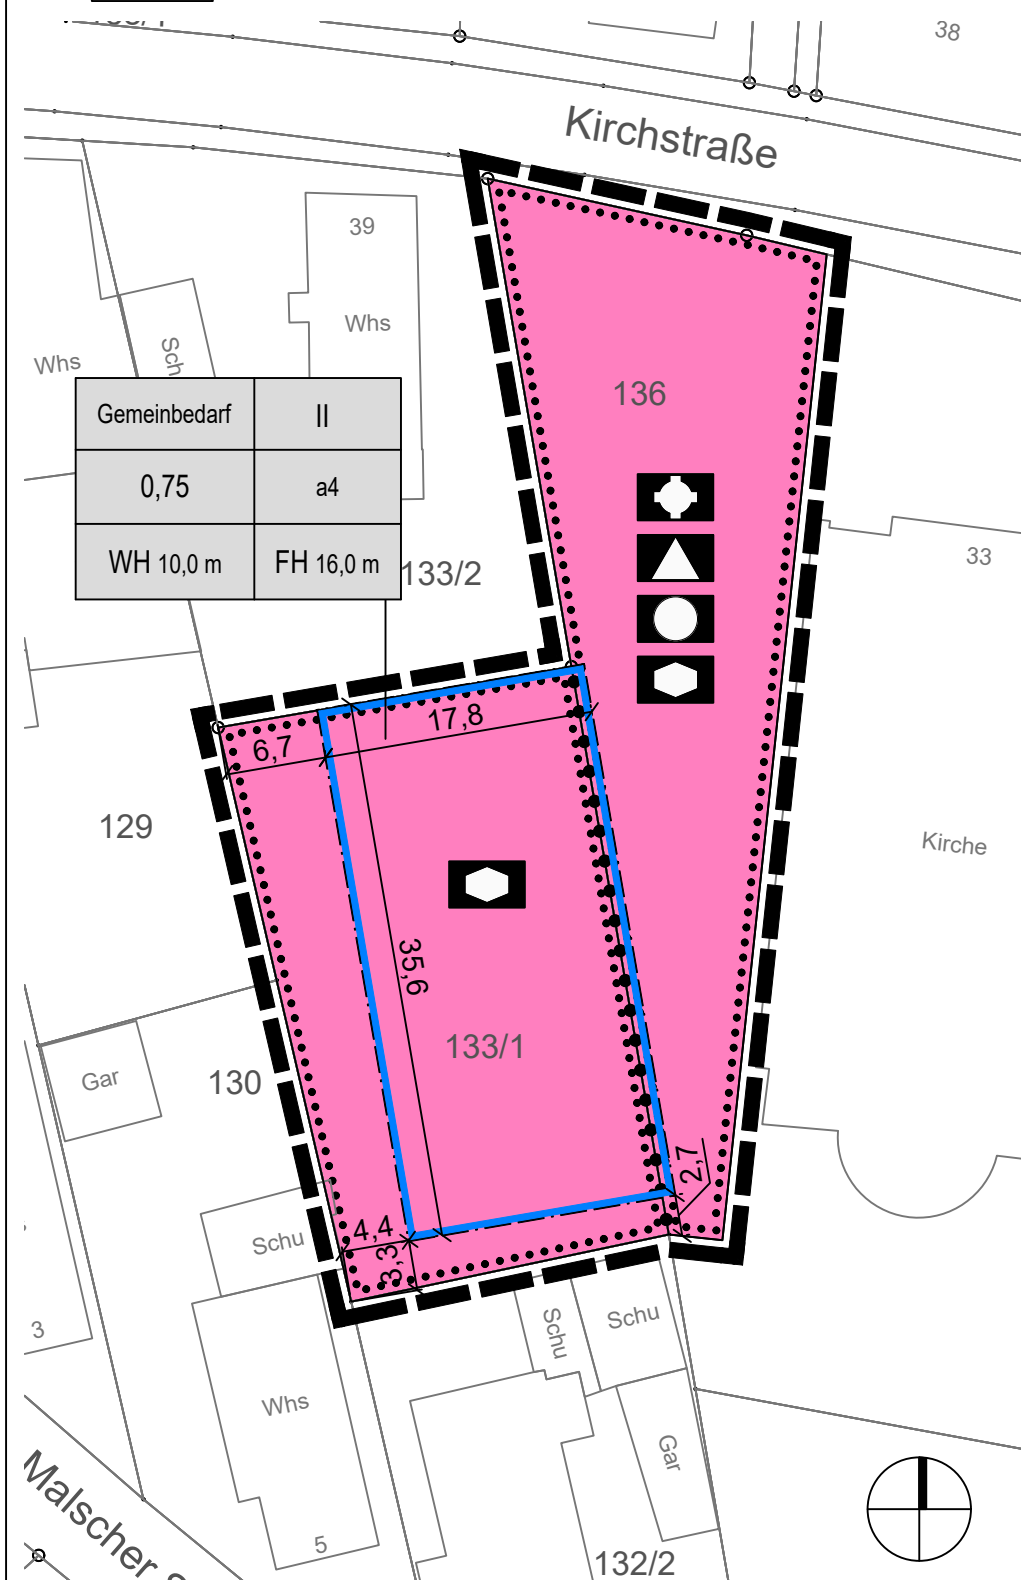 38
Kirchstraße
39
Whs
Sch
Whs
136
Gemeinbedarf II
0,75 a4
WH 10,0 m FH 16,0 m
133/2
33
17,8
6,7
129
Kirche
35,6
133/1
Gar
130
2,7
4,4
3,3
Schu
3
Schu
Schu
Whs
Gar
Malscher
5
132/2